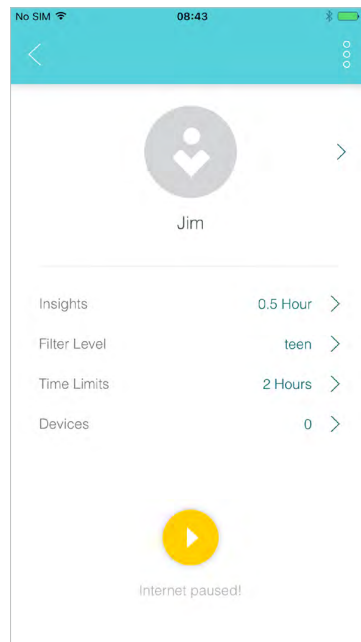 No SIM 08:43
Jim
Insights 0.5 Hour
Filter Level teen
Time Limits 2 Hours
Devices 0
Internet paused!